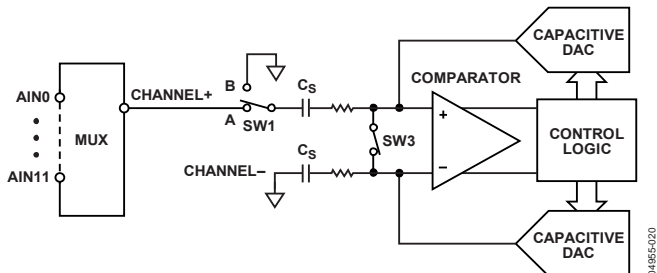 CAPACITIVE
DAC
COMPARATOR
B
CS
AIN0
CHANNEL+
A
SW1
+
MUX
SW3
CONTROL
LOGIC
CS
–
AIN11
CHANNEL–
CAPACITIVE
DAC
04955-020